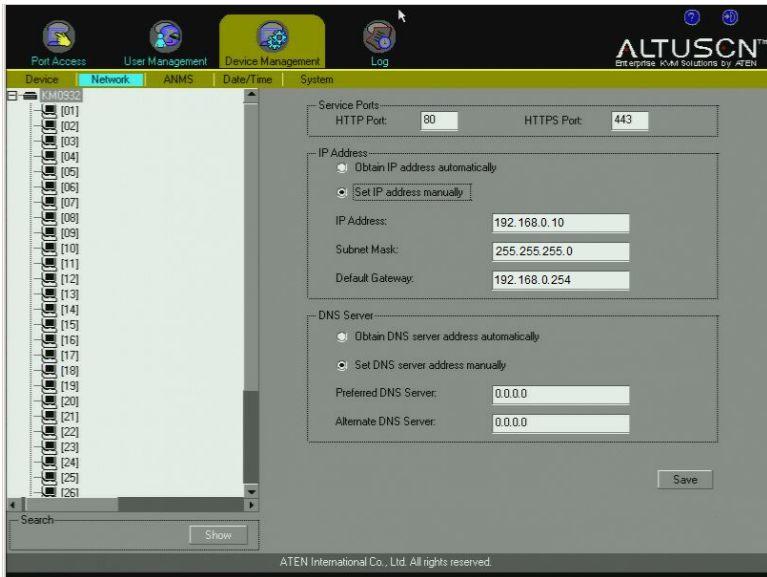 Port Access
User Management
Device Management
Log
ALTUSEN™
Enterprise KVM Solutions by ATEN
Device
Network
ANMS
Date/Time
System
KM0932
[01]
[02]
[03]
[04]
[05]
[06]
[07]
[08]
[09]
[10]
[11]
[12]
[13]
[14]
[15]
[16]
[17]
[18]
[19]
[20]
[21]
[22]
[23]
[24]
[25]
[26]
Search
Show
Service Ports
HTTP Port: 80
HTTPS Port: 443
IP Address
Obtain IP address automatically
Set IP address manually
IP Address: 192.168.0.10
Subnet Mask: 255.255.255.0
Default Gateway: 192.168.0.254
DNS Server
Obtain DNS server address automatically
Set DNS server address manually
Preferred DNS Server: 0.0.0.0
Alternate DNS Server: 0.0.0.0
Save
ATEN International Co., Ltd. All rights reserved.